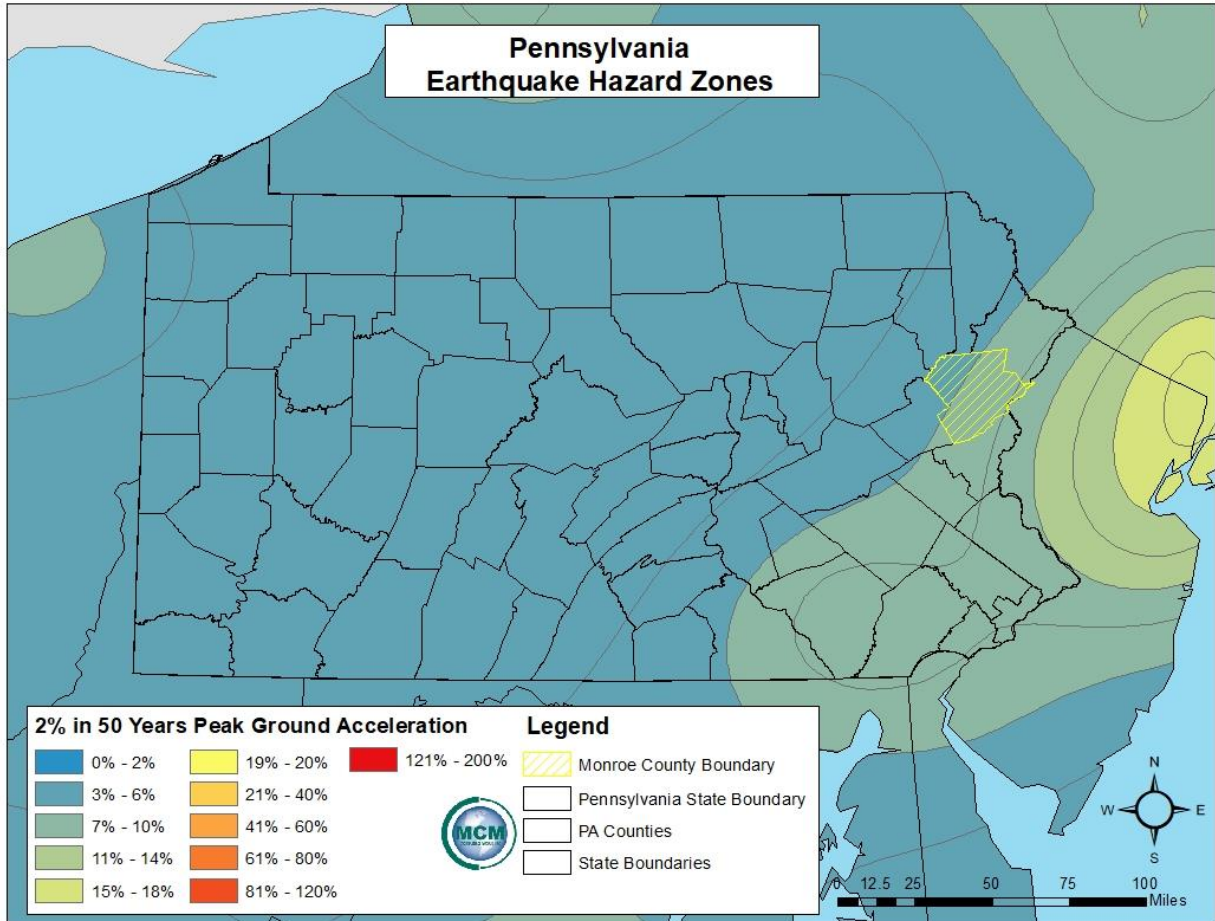 Pennsylvania
Earthquake Hazard Zones
2% in 50 Years Peak Ground Acceleration
0% - 2%
3% - 6%
7% - 10%
11% - 14%
15% - 18%
19% - 20%
21% - 40%
41% - 60%
61% - 80%
81% - 120%
121% - 200%
MCM
Legend
Monroe County Boundary
Pennsylvania State Boundary
PA Counties
State Boundaries
N
W E
S
0 12.5 25 50 75 100
Miles